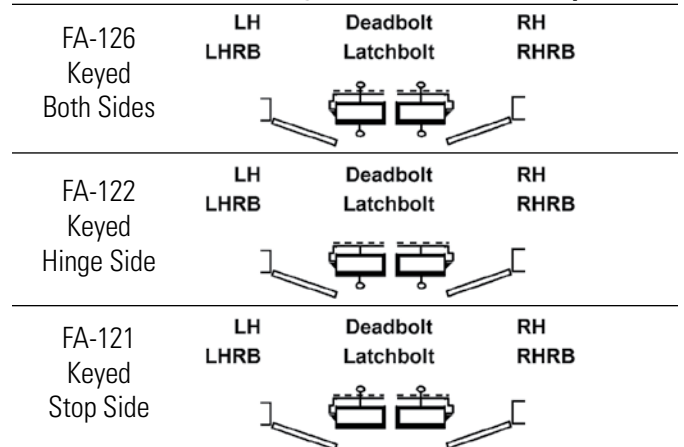 FA-126
Keyed
Both Sides
LH Deadbolt RH
LHRB Latchbolt RHRB
FA-122
Keyed
Hinge Side
LH Deadbolt RH
LHRB Latchbolt RHRB
FA-121
Keyed
Stop Side
LH Deadbolt RH
LHRB Latchbolt RHRB